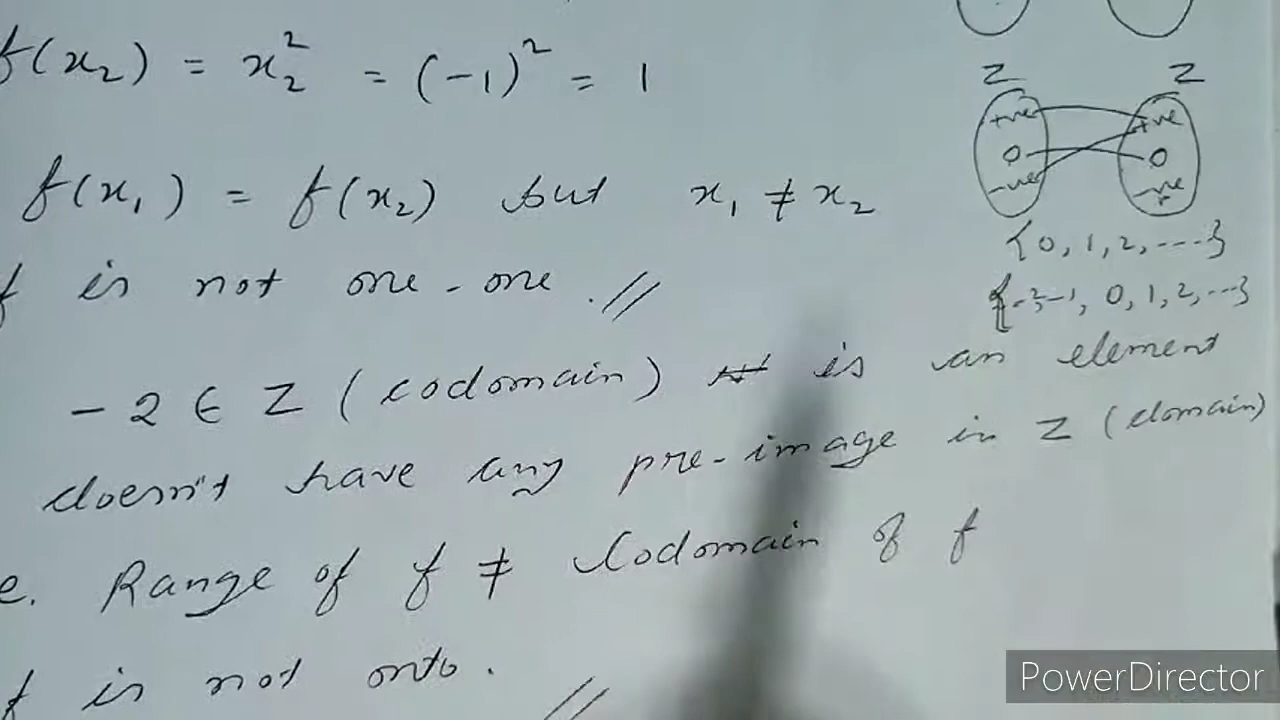 f(x₂) = x₂² = (-1)² = 1
Z Z
+ve +ve
0 0
-ve -ve
f(x₁) = f(x₂) but x₁ ≠ x₂
{0, 1, 2, ----}
f is not one-one. //
{--2,-1, 0, 1, 2, ---}
-2 ∈ Z (codomain) is an element
doesn't have any pre-image in Z (domain)
e. Range of f ≠ Codomain of f
f is not onto. //
PowerDirector